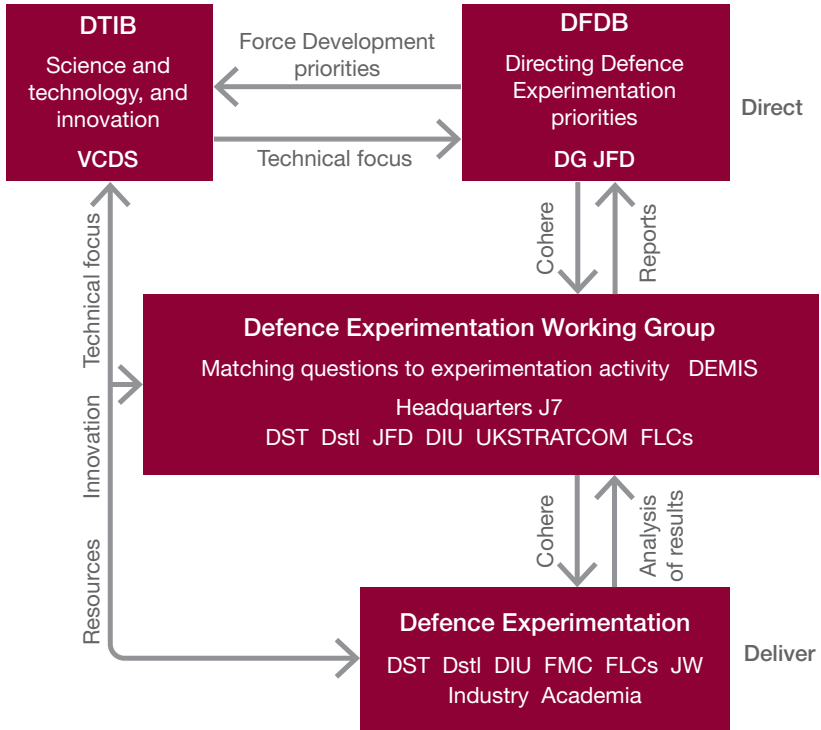 DTIB
Science and
technology, and
innovation
VCDS
Force Development
priorities
Technical focus
DFDB
Directing Defence
Experimentation
priorities
DG JFD
Direct
Technical focus
Innovation
Resources
Cohere
Reports
Defence Experimentation Working Group
Matching questions to experimentation activity DEMIS
Headquarters J7
DST Dstl JFD DIU UKSTRATCOM FLCs
Cohere
Analysis
of results
Defence Experimentation
DST Dstl DIU FMC FLCs JW
Industry Academia
Deliver